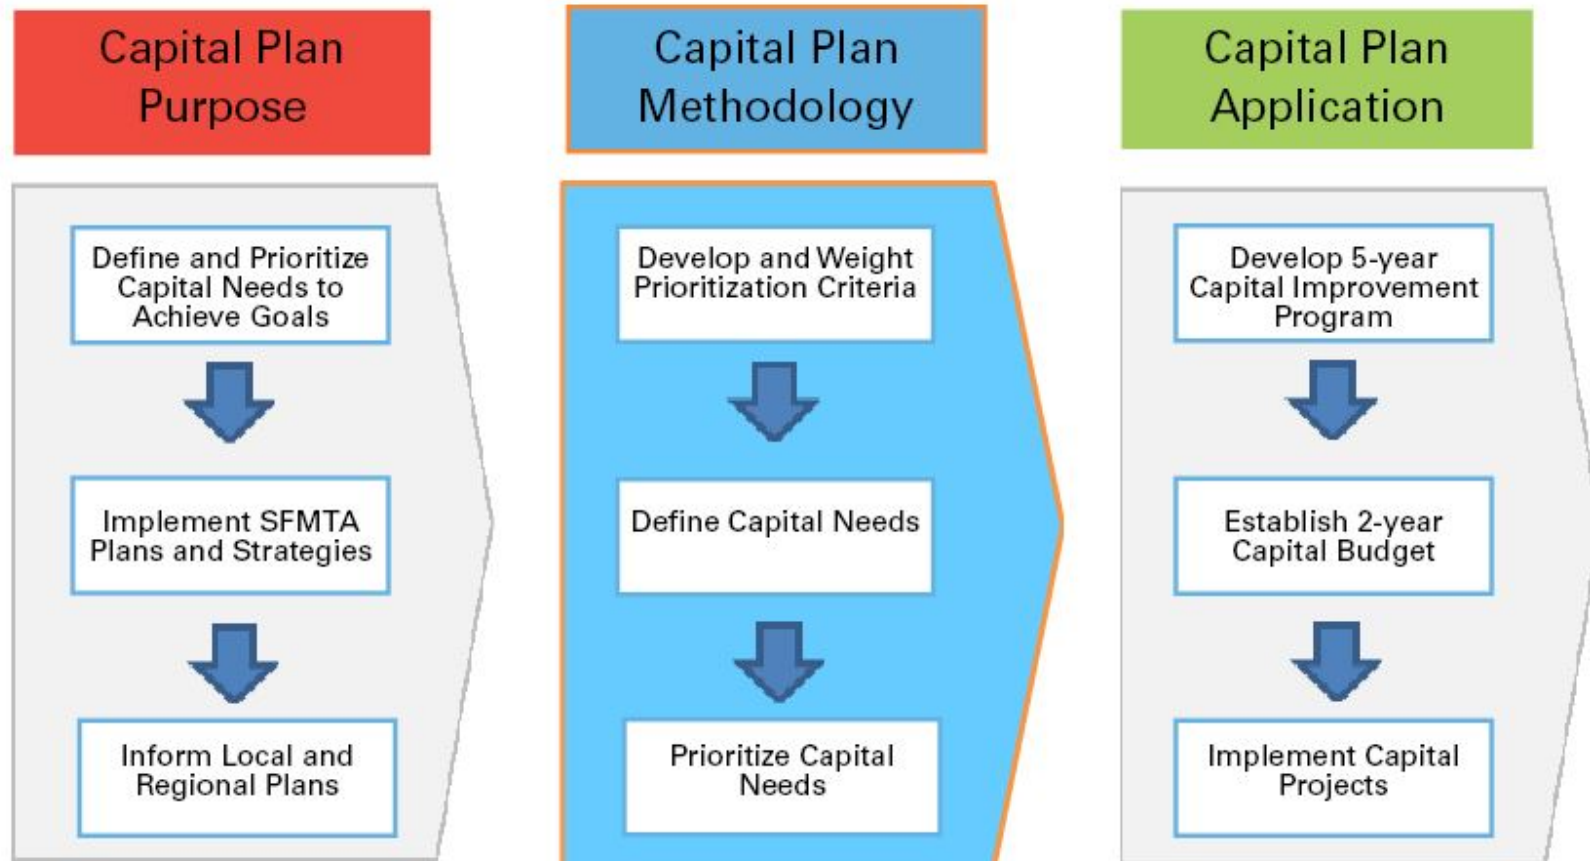 Capital Plan
Purpose
Define and Prioritize
Capital Needs to
Achieve Goals
Implement SFMTA
Plans and Strategies
Inform Local and
Regional Plans
Capital Plan
Methodology
Develop and Weight
Prioritization Criteria
Define Capital Needs
Prioritize Capital
Needs
Capital Plan
Application
Develop 5-year
Capital Improvement
Program
Establish 2-year
Capital Budget
Implement Capital
Projects